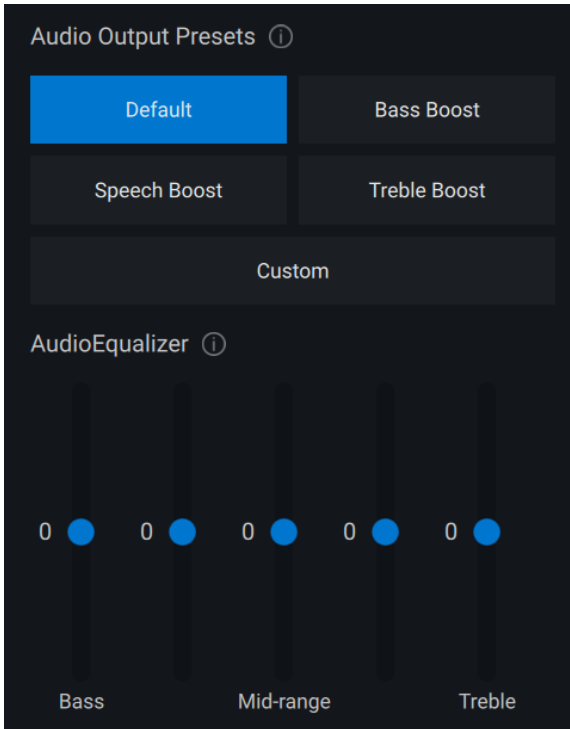 Audio Output Presets
Default
Bass Boost
Speech Boost
Treble Boost
Custom
AudioEqualizer
0 0 0 0 0
Bass Mid-range Treble